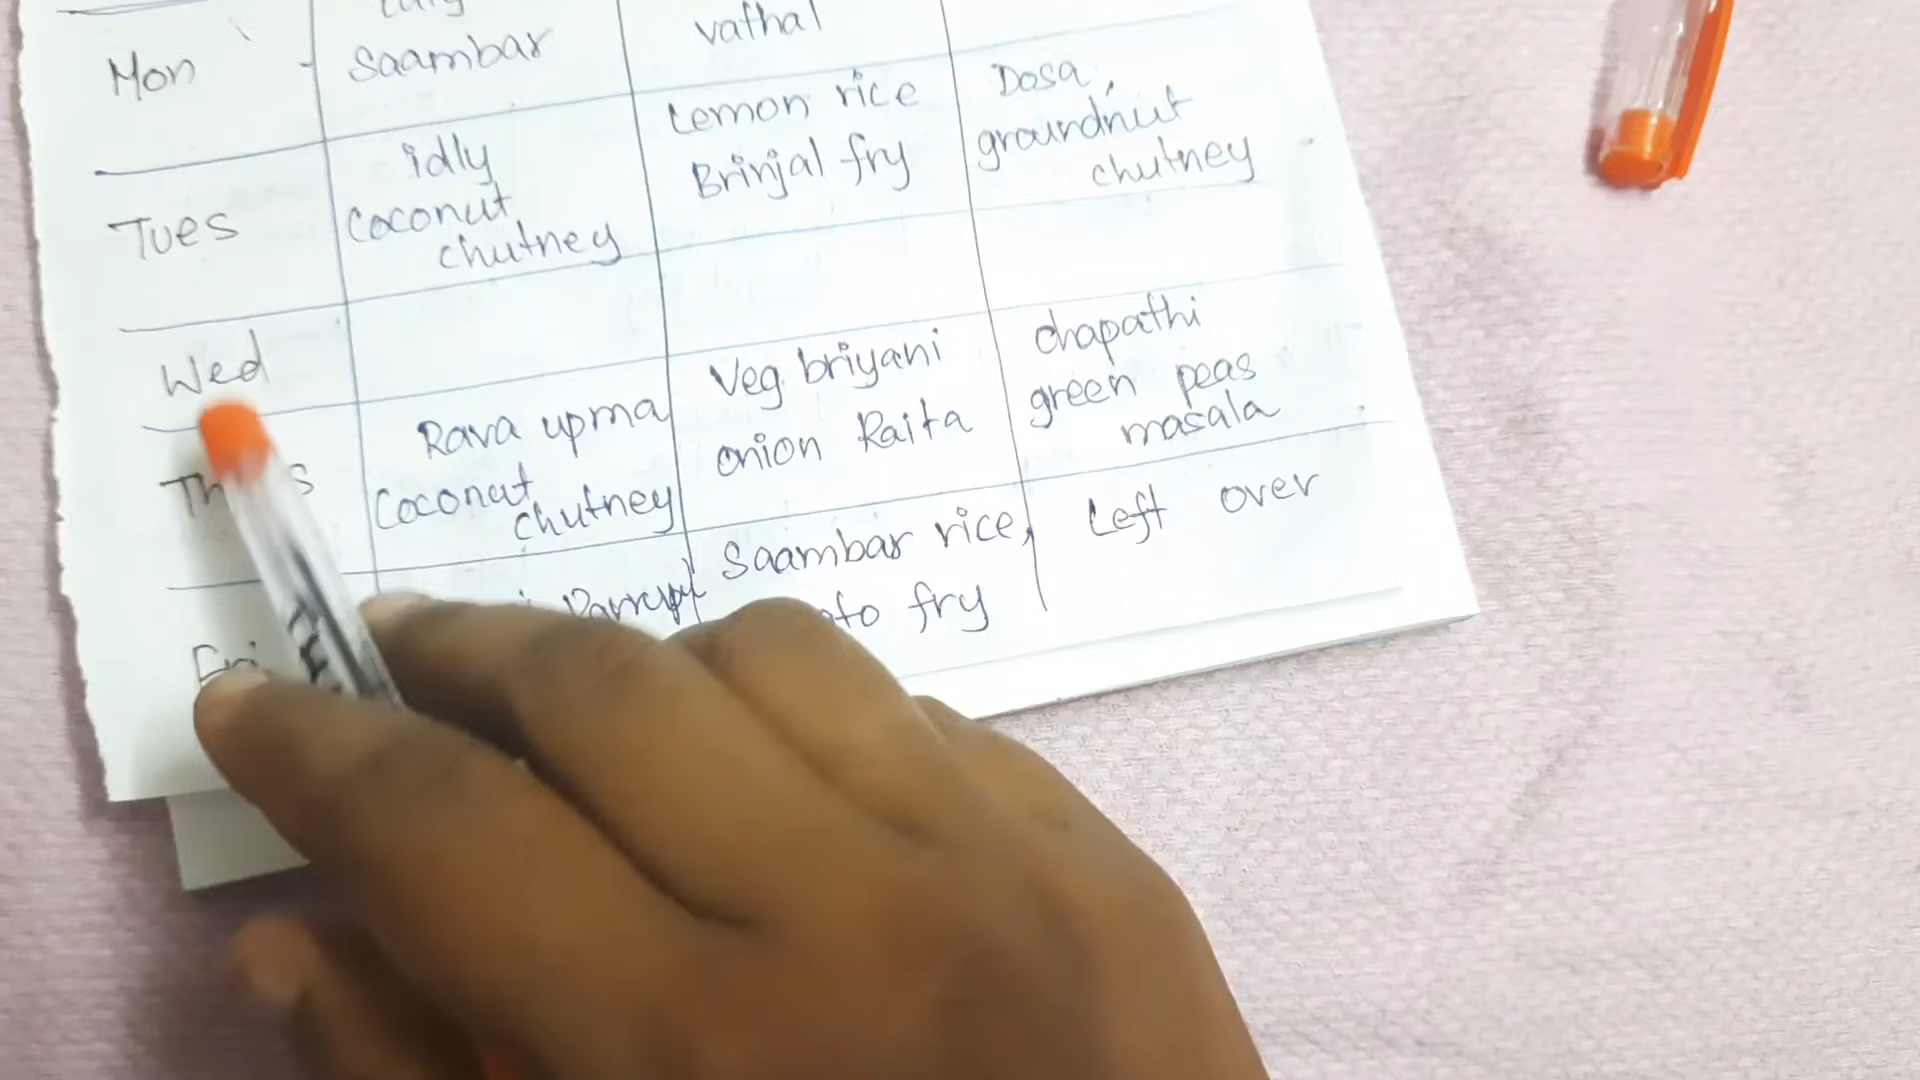 Mon
Saambar
vathal
Tues
idly
Coconut
chutney
Lemon rice
Brinjal fry
Dosa,
groundnut
chutney
Wed
Rava upma
Coconut
chutney
Veg briyani
onion Raita
chapathi
green peas
masala
Saambar rice,
fry
Left over
Fri